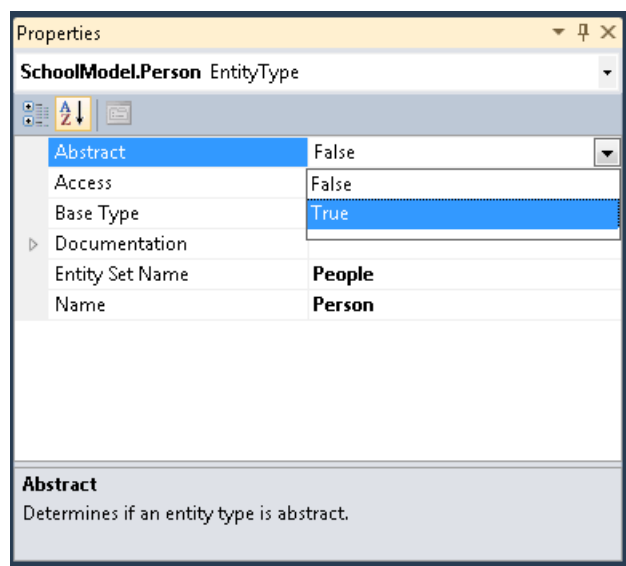 Properties
SchoolModel.Person EntityType
A
Z
Abstract False
Access False
Base Type True
Documentation
Entity Set Name People
Name Person
Abstract
Determines if an entity type is abstract.